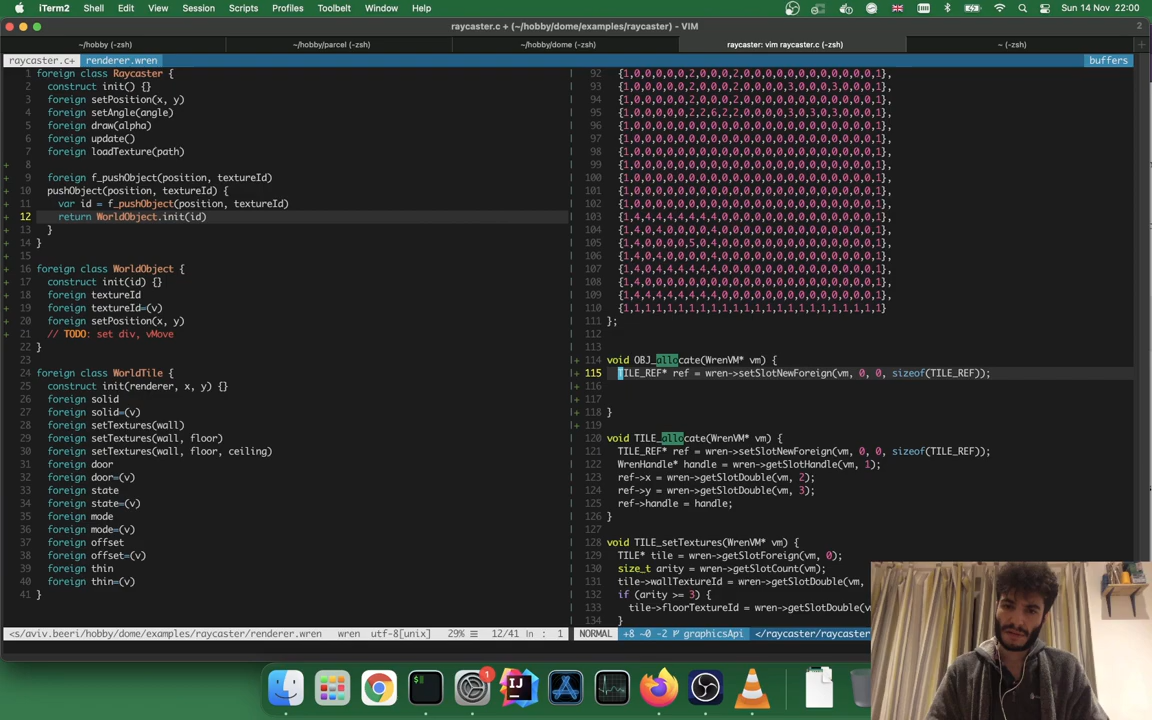 iTerm2 Shell Edit View Session Scripts Profiles Toolbelt Window Help Sun 14 Nov 22:00
raycaster.c + (~/hobby/dome/examples/raycaster) - VIM 2
~/hobby (-zsh) ~/hobby/parcel (-zsh) ~/hobby/dome (-zsh) raycaster: vim raycaster.c (-zsh) ~ (-zsh)
raycaster.c+ renderer.wren buffers
1 foreign class Raycaster {
2 construct init() {}
3 foreign setPosition(x, y)
4 foreign setAngle(angle)
5 foreign draw(alpha)
6 foreign update()
7 foreign loadTexture(path)
+ 8
+ 9 foreign f_pushObject(position, textureId)
+ 10 pushObject(position, textureId) {
+ 11 var id = f_pushObject(position, textureId)
+ 12 return WorldObject.init(id)
+ 13 }
+ 14 }
+ 15
+ 16 foreign class WorldObject {
+ 17 construct init(id) {}
+ 18 foreign textureId
+ 19 foreign textureId=(v)
+ 20 foreign setPosition(x, y)
+ 21 // TODO: set div, vMove
22 }
23
24 foreign class WorldTile {
25 construct init(renderer, x, y) {}
26 foreign solid
27 foreign solid=(v)
28 foreign setTextures(wall)
29 foreign setTextures(wall, floor)
30 foreign setTextures(wall, floor, ceiling)
31 foreign door
32 foreign door=(v)
33 foreign state
34 foreign state=(v)
35 foreign mode
36 foreign mode=(v)
37 foreign offset
38 foreign offset=(v)
39 foreign thin
40 foreign thin=(v)
41 }
<s/aviv.beeri/hobby/dome/examples/raycaster/renderer.wren wren utf-8[unix] 29% ☰ 12/41 ln : 1
92 {1,0,0,0,0,0,2,0,0,0,2,0,0,0,0,0,0,0,0,0,0,0,0,1},
93 {1,0,0,0,0,0,2,0,0,0,2,0,0,0,0,3,0,0,0,3,0,0,0,1},
94 {1,0,0,0,0,0,2,0,0,0,2,0,0,0,0,0,0,0,0,0,0,0,0,1},
95 {1,0,0,0,0,0,2,2,6,2,2,0,0,0,0,3,0,3,0,3,0,0,0,1},
96 {1,0,0,0,0,0,0,0,0,0,0,0,0,0,0,0,0,0,0,0,0,0,0,1},
97 {1,0,0,0,0,0,0,0,0,0,0,0,0,0,0,0,0,0,0,0,0,0,0,1},
98 {1,0,0,0,0,0,0,0,0,0,0,0,0,0,0,0,0,0,0,0,0,0,0,1},
99 {1,0,0,0,0,0,0,0,0,0,0,0,0,0,0,0,0,0,0,0,0,0,0,1},
100 {1,0,0,0,0,0,0,0,0,0,0,0,0,0,0,0,0,0,0,0,0,0,0,1},
101 {1,0,0,0,0,0,0,0,0,0,0,0,0,0,0,0,0,0,0,0,0,0,0,1},
102 {1,0,0,0,0,0,0,0,0,0,0,0,0,0,0,0,0,0,0,0,0,0,0,1},
103 {1,4,4,4,4,4,4,4,4,0,0,0,0,0,0,0,0,0,0,0,0,0,0,1},
104 {1,4,0,4,0,0,0,0,4,0,0,0,0,0,0,0,0,0,0,0,0,0,0,1},
105 {1,4,0,0,0,0,5,0,4,0,0,0,0,0,0,0,0,0,0,0,0,0,0,1},
106 {1,4,0,4,0,0,0,0,4,0,0,0,0,0,0,0,0,0,0,0,0,0,0,1},
107 {1,4,0,4,4,4,4,4,4,0,0,0,0,0,0,0,0,0,0,0,0,0,0,1},
108 {1,4,0,0,0,0,0,0,0,0,0,0,0,0,0,0,0,0,0,0,0,0,0,1},
109 {1,4,4,4,4,4,4,4,4,0,0,0,0,0,0,0,0,0,0,0,0,0,0,1},
110 {1,1,1,1,1,1,1,1,1,1,1,1,1,1,1,1,1,1,1,1,1,1,1,1}
111 };
112
113
+ 114 void OBJ_allocate(WrenVM* vm) {
+ 115 TILE_REF* ref = wren->setSlotNewForeign(vm, 0, 0, sizeof(TILE_REF));
+ 116
+ 117
+ 118 }
+ 119
120 void TILE_allocate(WrenVM* vm) {
121 TILE_REF* ref = wren->setSlotNewForeign(vm, 0, 0, sizeof(TILE_REF));
122 WrenHandle* handle = wren->getSlotHandle(vm, 1);
123 ref->x = wren->getSlotDouble(vm, 2);
124 ref->y = wren->getSlotDouble(vm, 3);
125 ref->handle = handle;
126 }
127
128 void TILE_setTextures(WrenVM* vm) {
129 TILE* tile = wren->getSlotForeign(vm, 0);
130 size_t arity = wren->getSlotCount(vm);
131 tile->wallTextureId = wren->getSlotDouble(vm,
132 if (arity >= 3) {
133 tile->floorTextureId = wren->getSlotDouble(
134 }
NORMAL +8 ~0 -2 graphicsApi </raycaster/raycaster
1